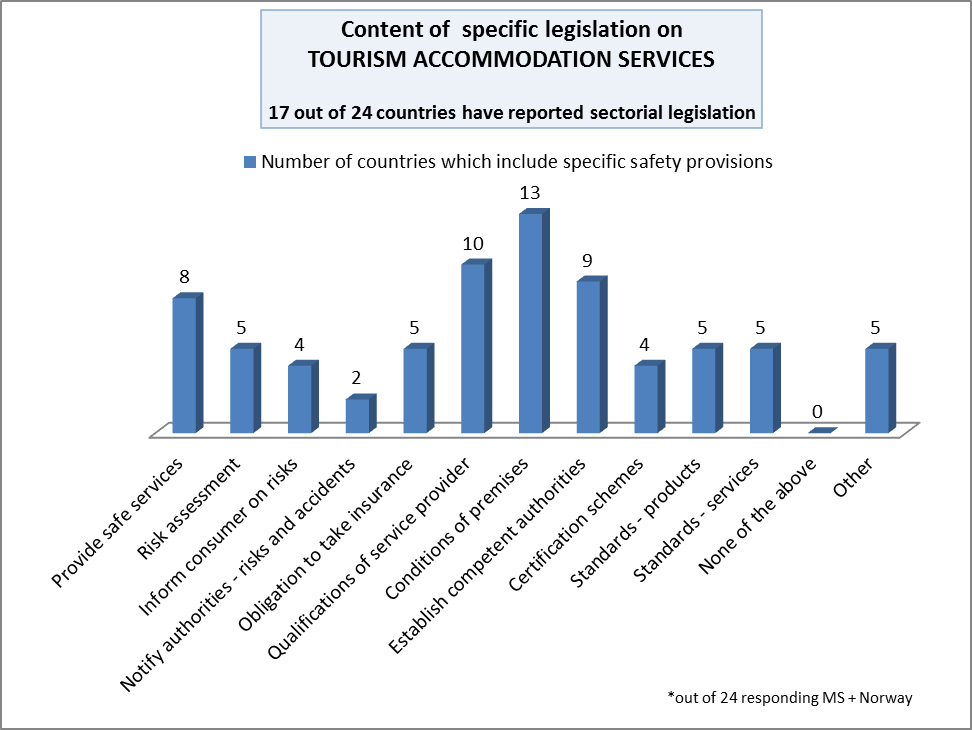 Content of specific legislation on
TOURISM ACCOMMODATION SERVICES
17 out of 24 countries have reported sectorial legislation
Number of countries which include specific safety provisions
8
5
4
2
5
10
13
9
4
5
5
0
5
Provide safe services
Risk assessment
Inform consumer on risks
Notify authorities - risks and accidents
Obligation to take insurance
Qualifications of service provider
Conditions of premises
Establish competent authorities
Certification schemes
Standards - products
Standards - services
None of the above
Other
*out of 24 responding MS + Norway